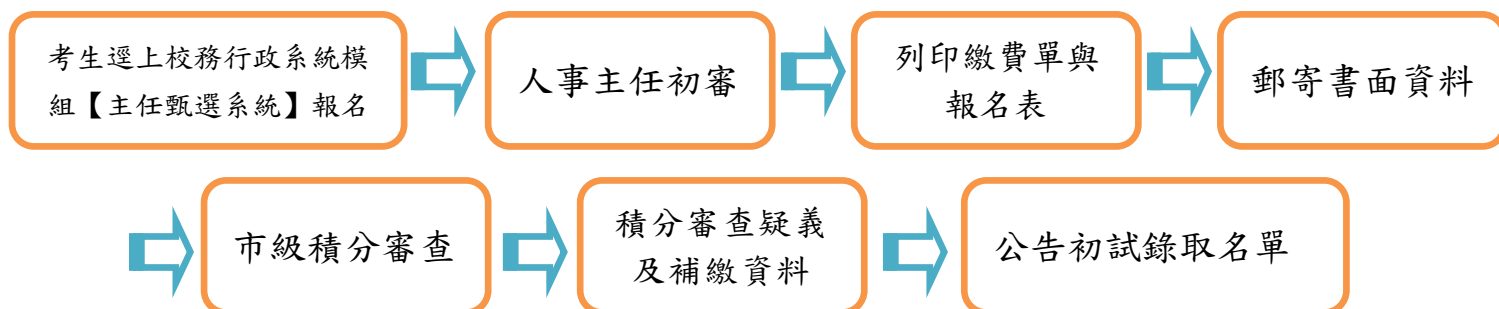 考生逕上校務行政系統模
組【主任甄選系統】報名
人事主任初審
列印繳費單與
報名表
郵寄書面資料
市級積分審查
積分審查疑義
及補繳資料
公告初試錄取名單